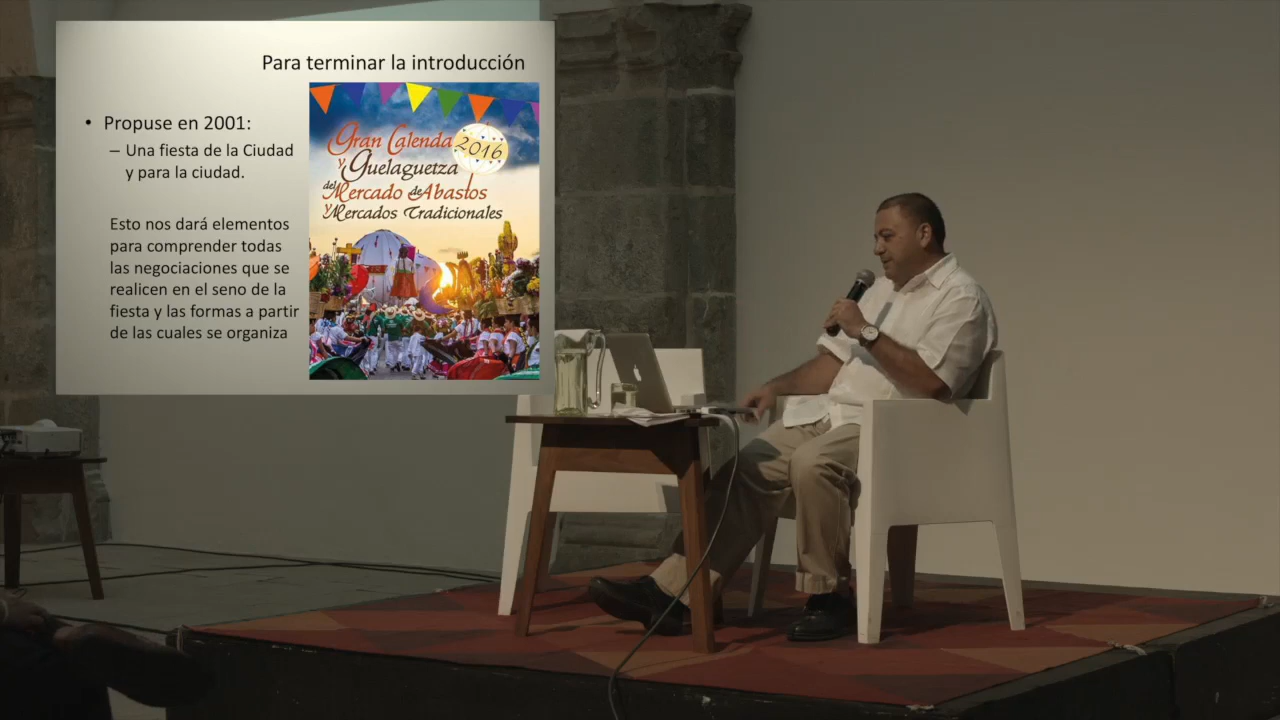 Para terminar la introducción
• Propuse en 2001:
– Una fiesta de la Ciudad
y para la ciudad.
Esto nos dará elementos
para comprender todas
las negociaciones que se
realicen en el seno de la
fiesta y las formas a partir
de las cuales se organiza
Gran Calenda 2016
y Guelaguetza
del Mercado de Abastos
y Mercados Tradicionales